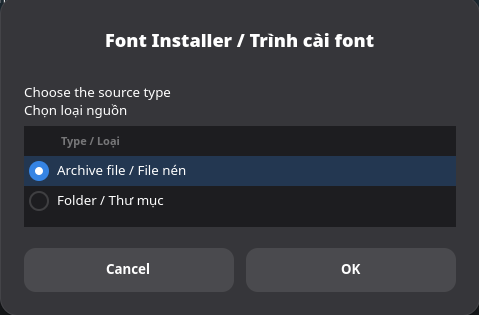 Font Installer / Trình cài font
Choose the source type
Chọn loại nguồn
Type / Loại
Archive file / File nén
Folder / Thư mục
Cancel
OK